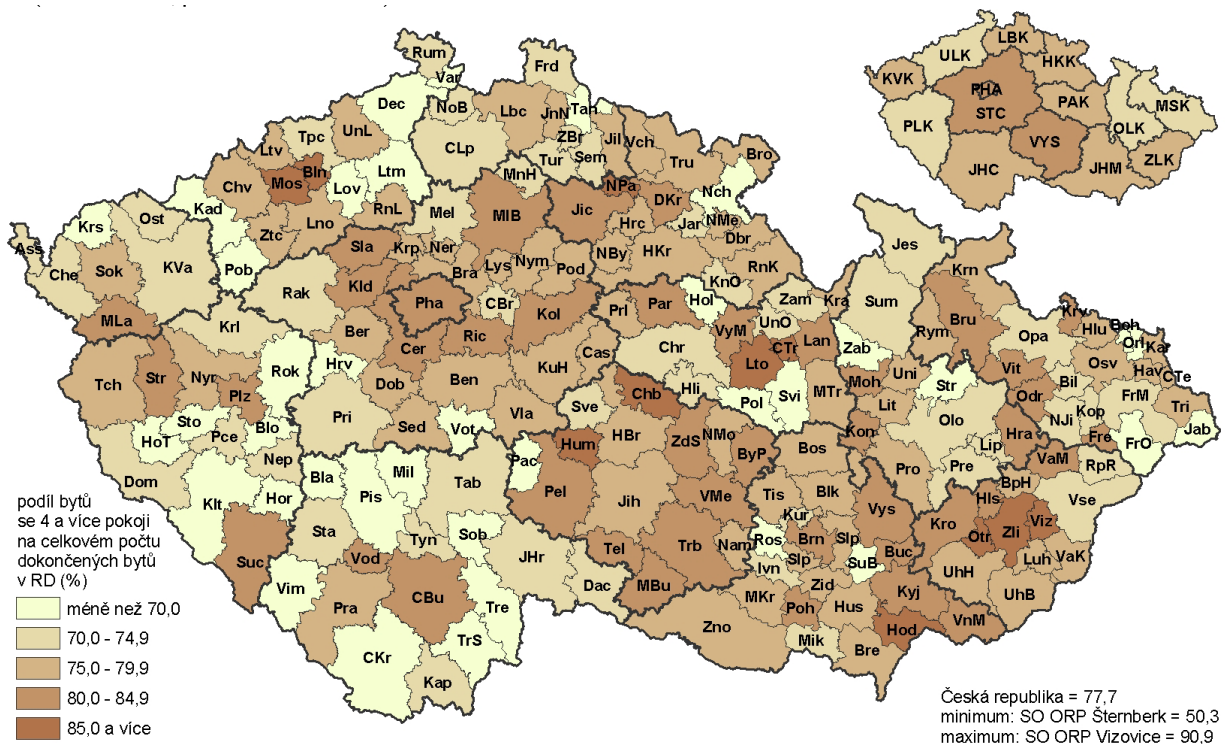 Rum
Var
Frd
Dec
NoB
Lbc
JnN
Tan
Tpc
UnL
CLp
ZBr
Jil
Vch
Ltv
Tur
Sem
Tru
Bro
Mos
Bln
Ltm
MnH
NPa
Nch
Chv
Lov
Kad
RnL
Mel
MlB
Jic
DKr
Krs
Ost
Lno
Hrc
Jar
NMe
Ztc
Sla
Krp
Ner
Dbr
Ass
Che
Sok
KVa
Pob
Bra
Lys
Nym
Pod
NBy
HKr
RnK
Jes
Rak
Kld
Pha
CBr
Kol
KnO
Krn
MLa
Krl
Ber
Ric
Prl
Par
Hol
Zam
Kra
Sum
Cer
VyM
UnO
Rym
Bru
Opa
Krv
Hlu
Boh
Orl
Kar
Tch
Str
Nyr
Plz
Rok
Hrv
Dob
Ben
KuH
Cas
Chr
Lto
CTr
Lan
Zab
Moh
Uni
Str
Vit
Osv
Hav
CTe
HoT
Sto
Pce
Blo
Pri
Sed
Vla
Sve
Chb
Hli
Pol
Svi
MTr
Lit
Olo
Odr
Bil
FrM
Tri
Nep
Vot
Hum
HBr
ZdS
NMo
ByP
Kon
Lip
Hra
NJi
Kop
Fre
FrO
Jab
Dom
Klt
Hor
Bla
Pis
Mil
Tab
Pac
Pel
Jih
VMe
Bos
Pro
Pre
VaM
RpR
BpH
Vse
Suc
Sta
Tyn
Sob
Tis
Kur
Blk
Vys
Hls
Vod
JHr
Tel
Trb
Nam
Ros
Brn
Slp
Kro
Otr
Zli
Viz
Vim
Pra
CBu
Tre
Dac
MBu
Ivn
Slp
SuB
Buc
Luh
VaK
TrS
MKr
Zid
UhH
UhB
CKr
Kap
Zno
Poh
Hus
Kyj
Mik
Bre
Hod
VnM
ULK
LBK
HKK
KVK
PHA
STC
PAK
MSK
PLK
OLK
VYS
JHC
JHM
ZLK
podíl bytů
se 4 a více pokoji
na celkovém počtu
dokončených bytů
v RD (%)
méně než 70,0
70,0 - 74,9
75,0 - 79,9
80,0 - 84,9
85,0 a více
Česká republika = 77,7
minimum: SO ORP Šternberk = 50,3
maximum: SO ORP Vizovice = 90,9